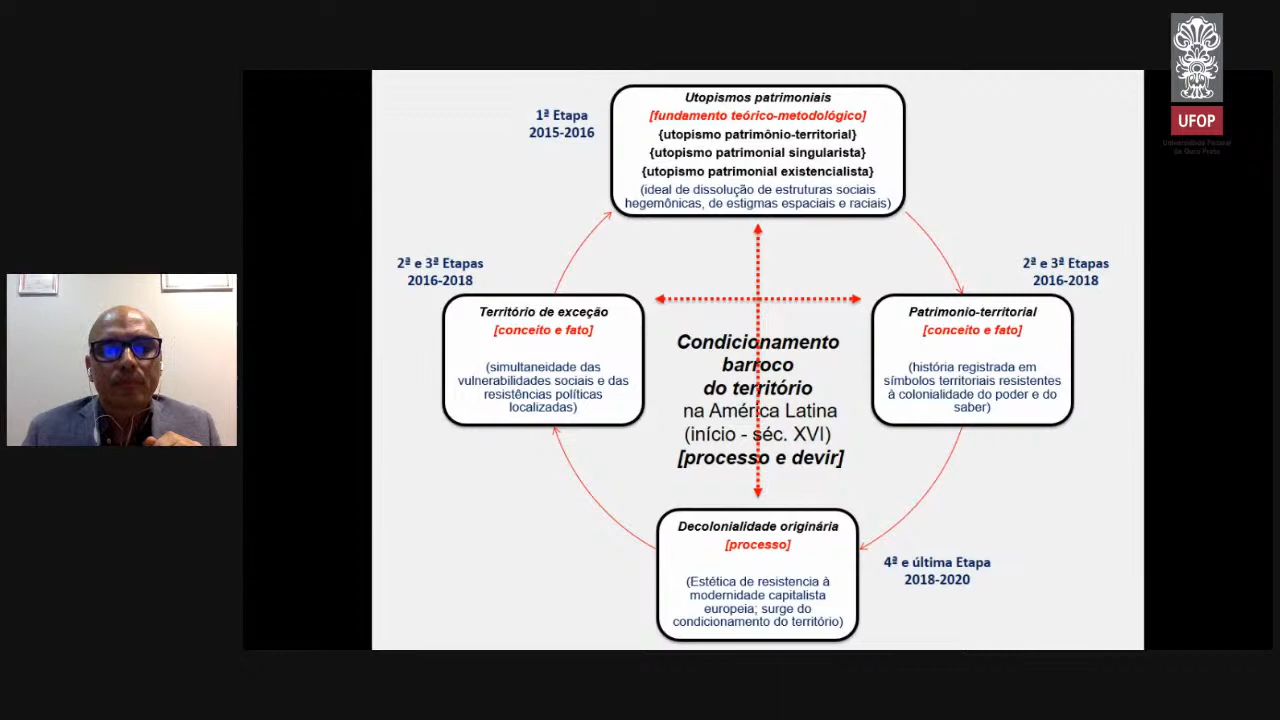 1ª Etapa
2015-2016
Utopismos patrimoniais
[fundamento teórico-metodológico]
{utopismo patrimônio-territorial}
{utopismo patrimonial singularista}
{utopismo patrimonial existencialista}
(ideal de dissolução de estruturas sociais
hegemônicas, de estigmas espaciais e raciais)
UFOP
Universidade Federal
de Ouro Preto
2ª e 3ª Etapas
2016-2018
Território de exceção
[conceito e fato]
(simultaneidade das
vulnerabilidades sociais e das
resistências políticas
localizadas)
Condicionamento
barroco
do território
na América Latina
(início - séc. XVI)
[processo e devir]
2ª e 3ª Etapas
2016-2018
Patrimonio-territorial
[conceito e fato]
(história registrada em
símbolos territoriais resistentes
à colonialidade do poder e do
saber)
Decolonialidade originária
[processo]
(Estética de resistencia à
modernidade capitalista
europeia; surge do
condicionamento do território)
4ª e última Etapa
2018-2020